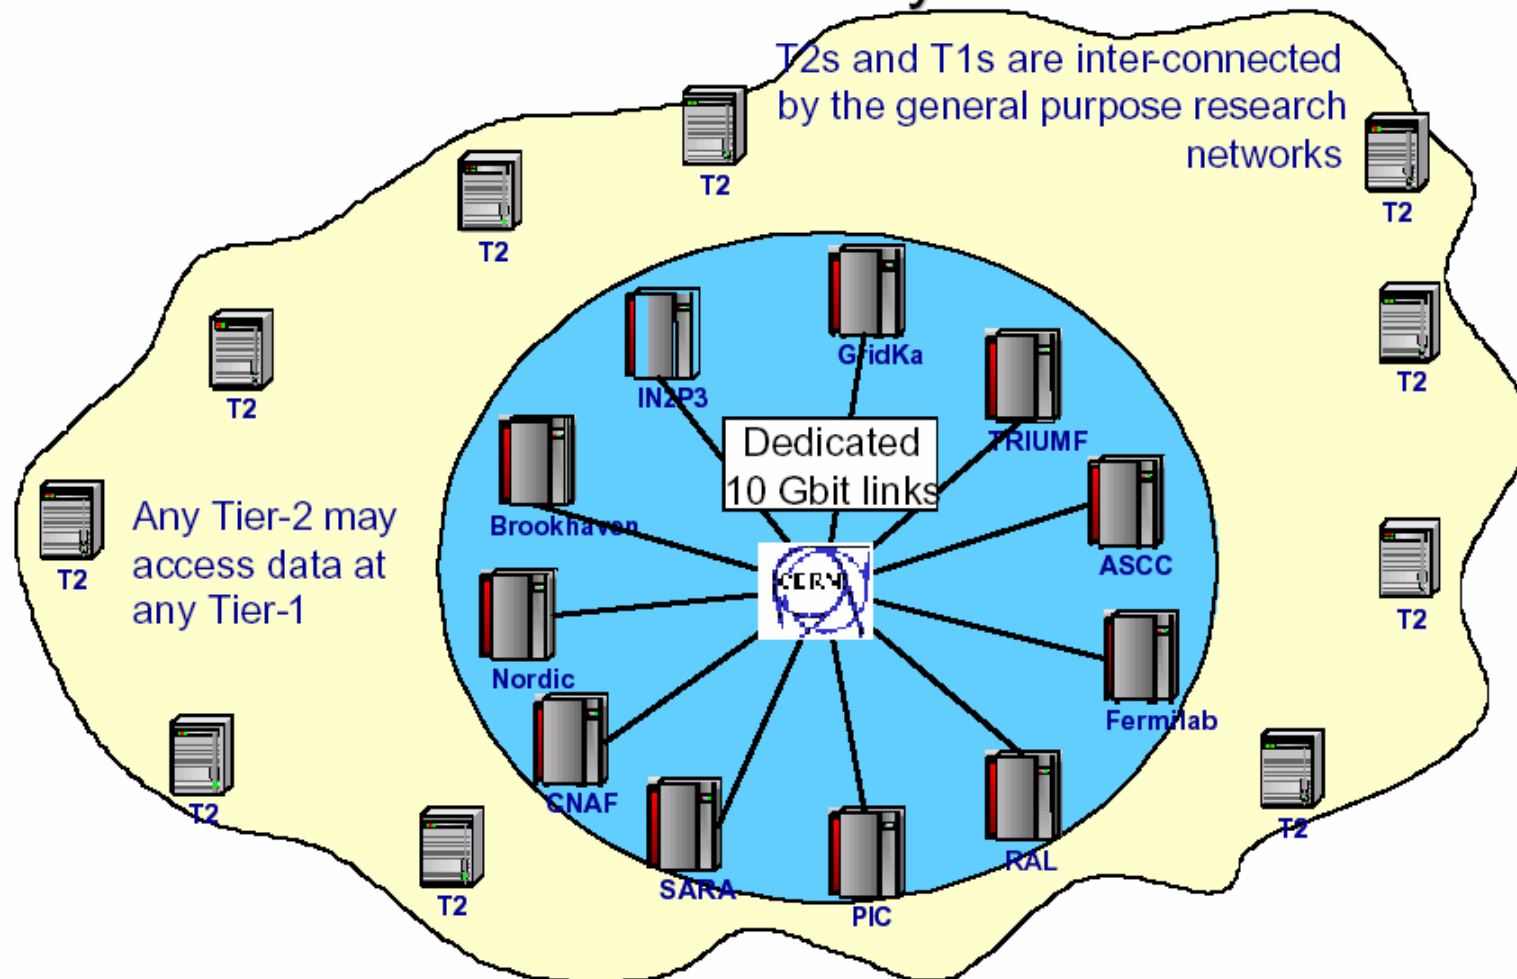 T2s and T1s are inter-connected
by the general purpose research
networks
T2
T2
T2
T2
T2
GridKa
IN2P3
TRIUMF
Dedicated
10 Gbit links
Brookhaven
ASCC
CERN
Any Tier-2 may
access data at
any Tier-1
T2
T2
T2
Nordic
Fermilab
CNAF
RAL
SARA
PIC
T2
T2
T2